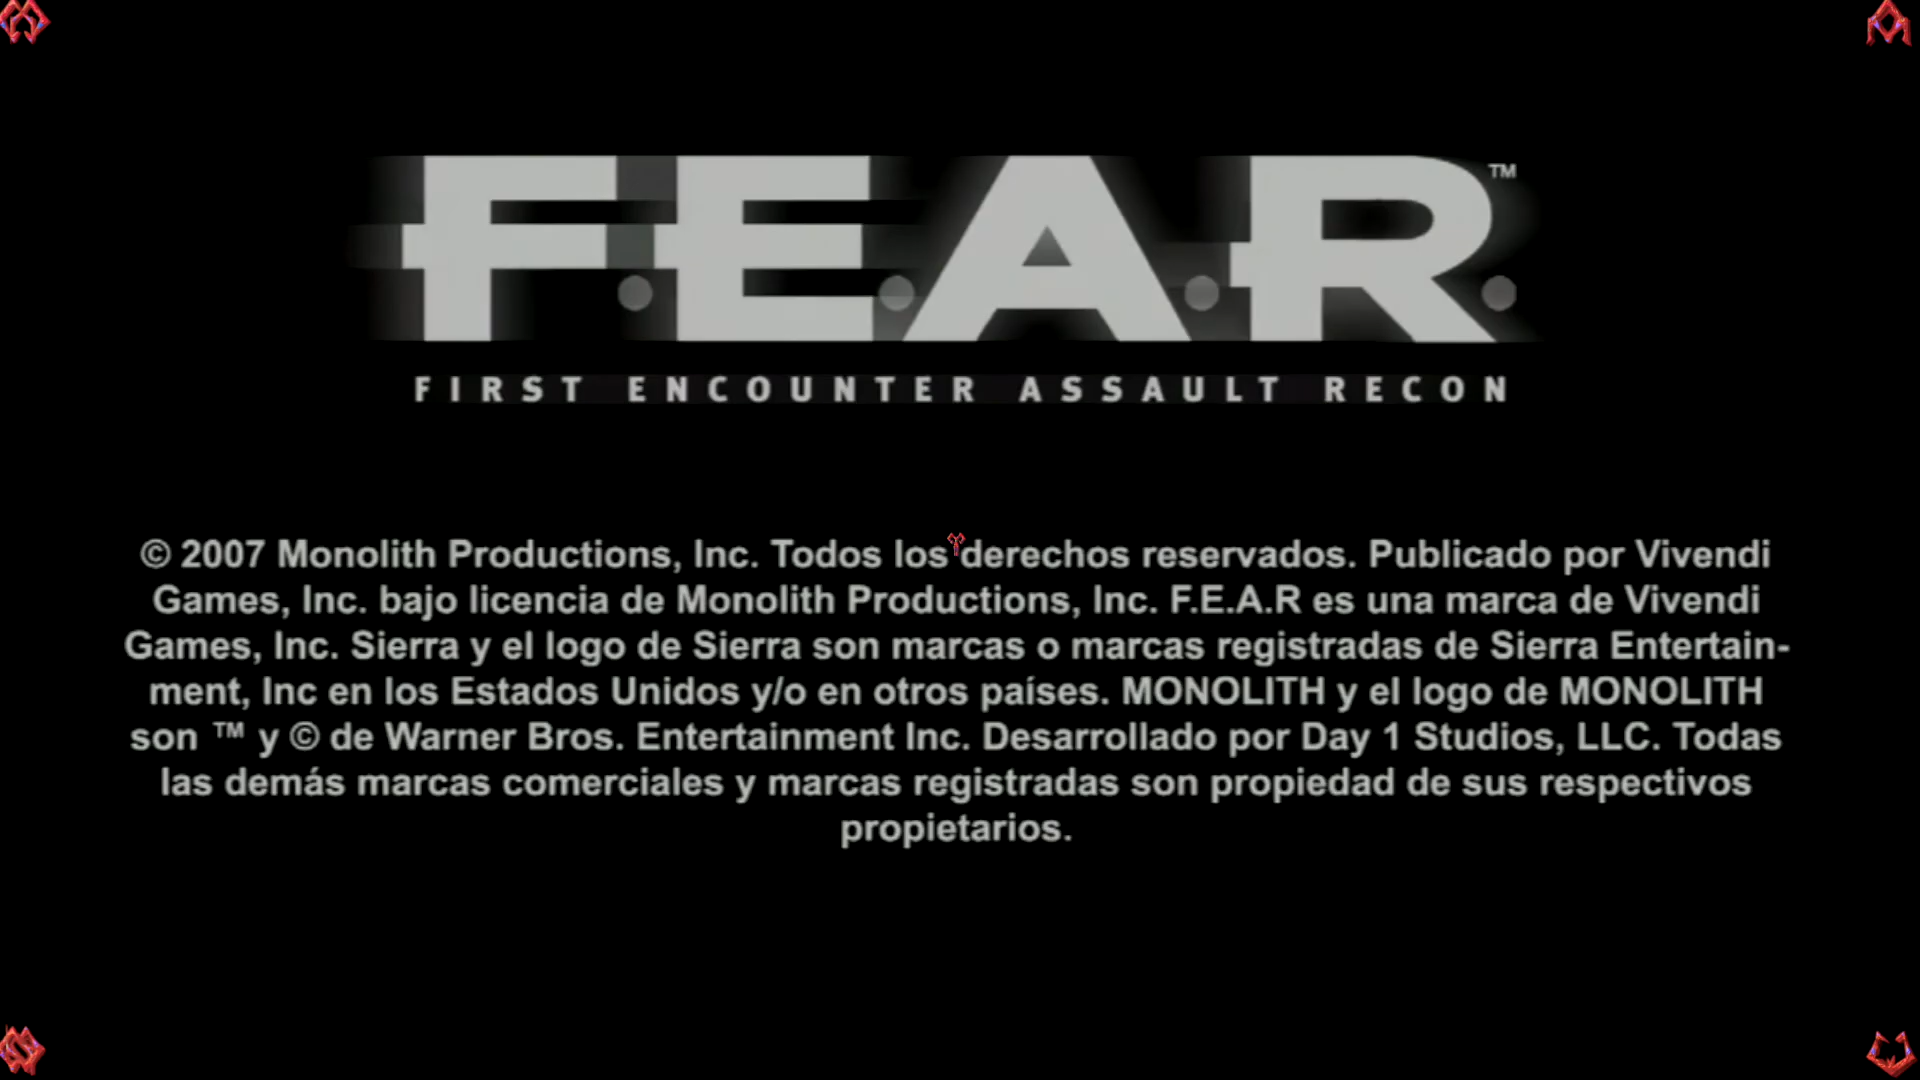 F.E.A.R.™
FIRST ENCOUNTER ASSAULT RECON
© 2007 Monolith Productions, Inc. Todos los derechos reservados. Publicado por Vivendi
Games, Inc. bajo licencia de Monolith Productions, Inc. F.E.A.R es una marca de Vivendi
Games, Inc. Sierra y el logo de Sierra son marcas o marcas registradas de Sierra Entertain-
ment, Inc en los Estados Unidos y/o en otros países. MONOLITH y el logo de MONOLITH
son ™ y © de Warner Bros. Entertainment Inc. Desarrollado por Day 1 Studios, LLC. Todas
las demás marcas comerciales y marcas registradas son propiedad de sus respectivos
propietarios.